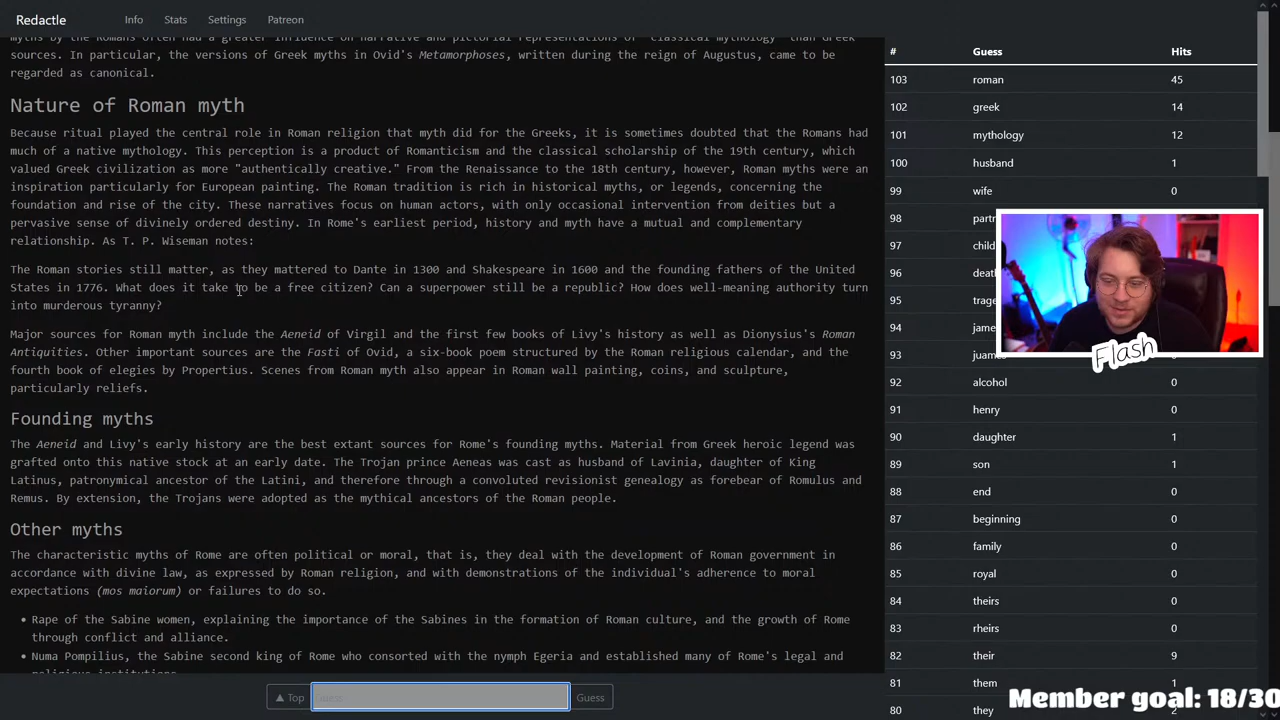 Redactle Info Stats Settings Patreon
myths by the Romans often had a greater influence on narrative and pictorial representations of "classical mythology" than Greek
sources. In particular, the versions of Greek myths in Ovid's Metamorphoses, written during the reign of Augustus, came to be
regarded as canonical.
Nature of Roman myth
Because ritual played the central role in Roman religion that myth did for the Greeks, it is sometimes doubted that the Romans had
much of a native mythology. This perception is a product of Romanticism and the classical scholarship of the 19th century, which
valued Greek civilization as more "authentically creative." From the Renaissance to the 18th century, however, Roman myths were an
inspiration particularly for European painting. The Roman tradition is rich in historical myths, or legends, concerning the
foundation and rise of the city. These narratives focus on human actors, with only occasional intervention from deities but a
pervasive sense of divinely ordered destiny. In Rome's earliest period, history and myth have a mutual and complementary
relationship. As T. P. Wiseman notes:
The Roman stories still matter, as they mattered to Dante in 1300 and Shakespeare in 1600 and the founding fathers of the United
States in 1776. What does it take to be a free citizen? Can a superpower still be a republic? How does well-meaning authority turn
into murderous tyranny?
Major sources for Roman myth include the Aeneid of Virgil and the first few books of Livy's history as well as Dionysius's Roman
Antiquities. Other important sources are the Fasti of Ovid, a six-book poem structured by the Roman religious calendar, and the
fourth book of elegies by Propertius. Scenes from Roman myth also appear in Roman wall painting, coins, and sculpture,
particularly reliefs.
Founding myths
The Aeneid and Livy's early history are the best extant sources for Rome's founding myths. Material from Greek heroic legend was
grafted onto this native stock at an early date. The Trojan prince Aeneas was cast as husband of Lavinia, daughter of King
Latinus, patronymical ancestor of the Latini, and therefore through a convoluted revisionist genealogy as forebear of Romulus and
Remus. By extension, the Trojans were adopted as the mythical ancestors of the Roman people.
Other myths
The characteristic myths of Rome are often political or moral, that is, they deal with the development of Roman government in
accordance with divine law, as expressed by Roman religion, and with demonstrations of the individual's adherence to moral
expectations (mos maiorum) or failures to do so.
• Rape of the Sabine women, explaining the importance of the Sabines in the formation of Roman culture, and the growth of Rome
through conflict and alliance.
• Numa Pompilius, the Sabine second king of Rome who consorted with the nymph Egeria and established many of Rome's legal and
religious institutions.
▲ Top Guess
# Guess Hits
103 roman 45
102 greek 14
101 mythology 12
100 husband 1
99 wife 0
98 partn
97 child
96 deat
95 trage
94 jame
93 juame
92 alcohol 0
91 henry 0
90 daughter 1
89 son 1
88 end 0
87 beginning 0
86 family 0
85 royal 0
84 theirs 0
83 rheirs 0
82 their 9
81 them 1
80 they 2
Flash
Member goal: 18/30